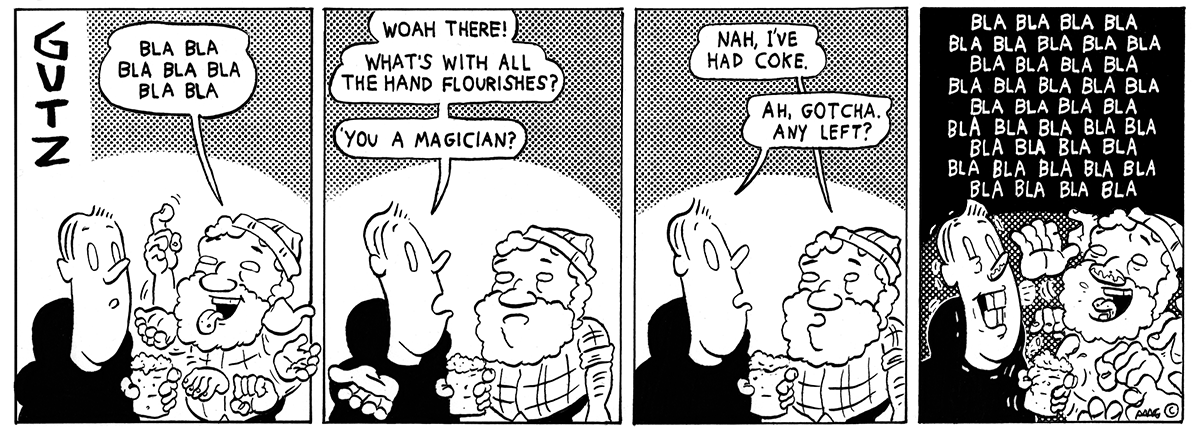 GUTZ
BLA BLA
BLA BLA BLA
BLA BLA
WOAH THERE!
WHAT'S WITH ALL
THE HAND FLOURISHES?
YOU A MAGICIAN?
NAH, I'VE
HAD COKE.
AH, GOTCHA.
ANY LEFT?
BLA BLA BLA BLA
BLA BLA BLA BLA BLA
BLA BLA BLA BLA
BLA BLA BLA BLA BLA
BLA BLA BLA BLA
BLA BLA BLA BLA BLA
BLA BLA BLA BLA
BLA BLA BLA BLA BLA
BLA BLA BLA BLA
©